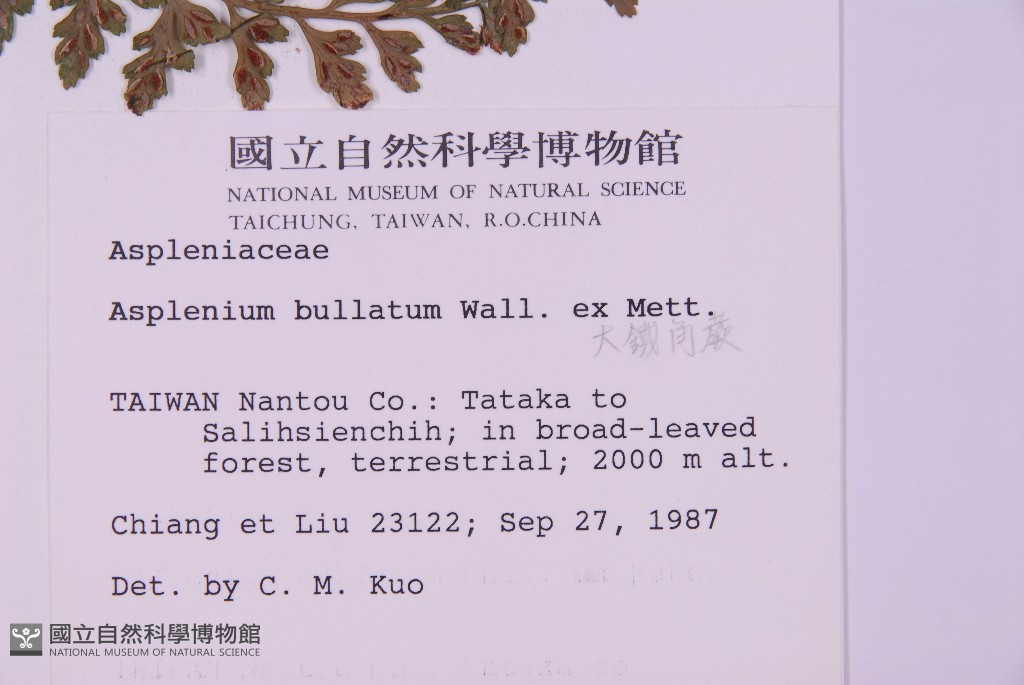 國立自然科學博物館
NATIONAL MUSEUM OF NATURAL SCIENCE
TAICHUNG, TAIWAN, R.O.CHINA
Aspleniaceae
Asplenium bullatum Wall. ex Mett.
大鐵角蕨
TAIWAN Nantou Co.: Tataka to
Salihsienchih; in broad-leaved
forest, terrestrial; 2000 m alt.
Chiang et Liu 23122; Sep 27, 1987
Det. by C. M. Kuo
國立自然科學博物館
NATIONAL MUSEUM OF NATURAL SCIENCE